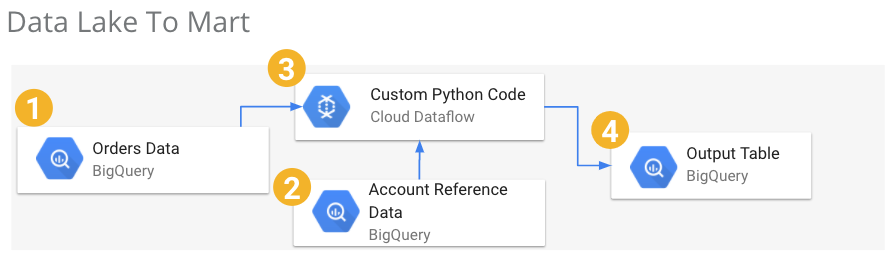 Data Lake To Mart
1
Orders Data
BigQuery
2
Account Reference
Data
BigQuery
3
Custom Python Code
Cloud Dataflow
4
Output Table
BigQuery